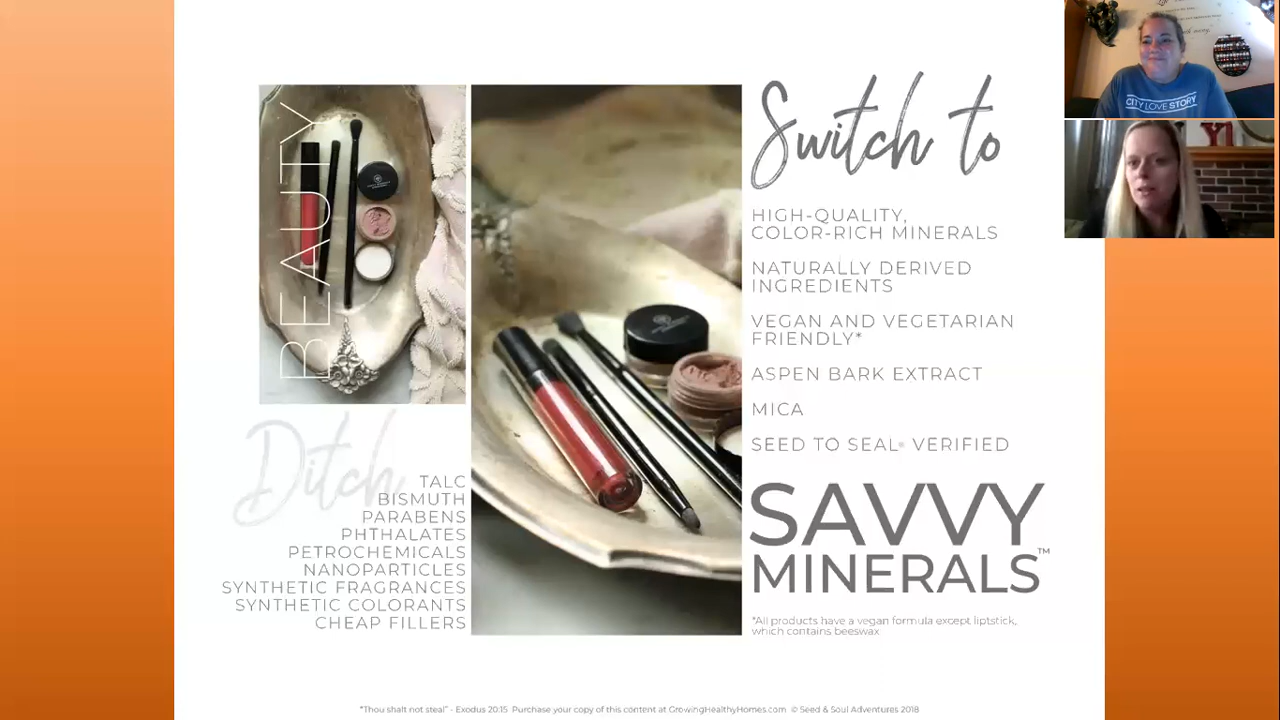 BEAUTY
Ditch
TALC
BISMUTH
PARABENS
PHTHALATES
PETROCHEMICALS
NANOPARTICLES
SYNTHETIC FRAGRANCES
SYNTHETIC COLORANTS
CHEAP FILLERS
Switch to
HIGH-QUALITY,
COLOR-RICH MINERALS
NATURALLY DERIVED
INGREDIENTS
VEGAN AND VEGETARIAN
FRIENDLY*
ASPEN BARK EXTRACT
MICA
SEED TO SEAL® VERIFIED
SAVVY
MINERALS™
*All products have a vegan formula except liptstick,
which contains beeswax
"Thou shalt not steal" - Exodus 20:15 Purchase your copy of this content at GrowingHealthyHomes.com © Seed & Soul Adventures 2018
CITY LOVE STORY